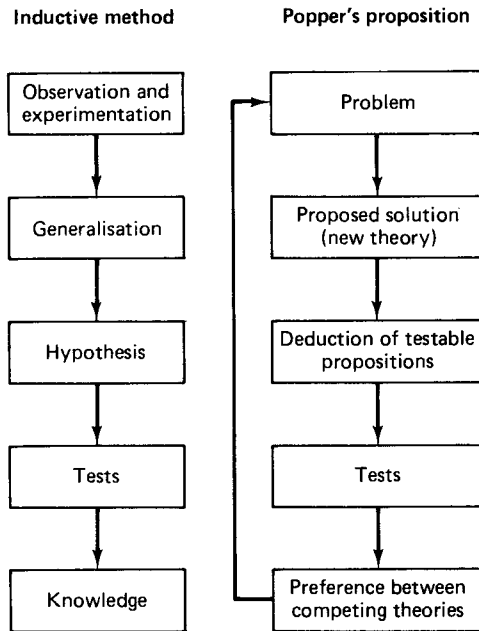 Inductive method
Observation and
experimentation
Generalisation
Hypothesis
Tests
Knowledge
Popper's proposition
Problem
Proposed solution
(new theory)
Deduction of testable
propositions
Tests
Preference between
competing theories